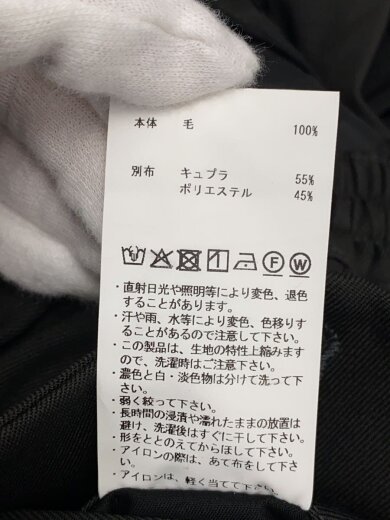 本体 毛 100%
別布 キュプラ 55%
ポリエステル 45%
F W
・直射日光や照明等により変色、退色
することがあります。
・汗や雨、水等により変色、色移りす
ることがあるので注意して下さい。
・この製品は、生地の特性上縮みます
ので、洗濯時はご注意下さい。
・濃色と白・淡色物は分けて洗って下
さい。
・弱く絞って下さい。
・長時間の浸漬や濡れたままの放置は
避け、洗濯後はすぐに干して下さい。
・形をととのえてからほして下さい。
・アイロンの際は、あて布をして下さ
い。
・アイロンは、軽く当てて下さい。